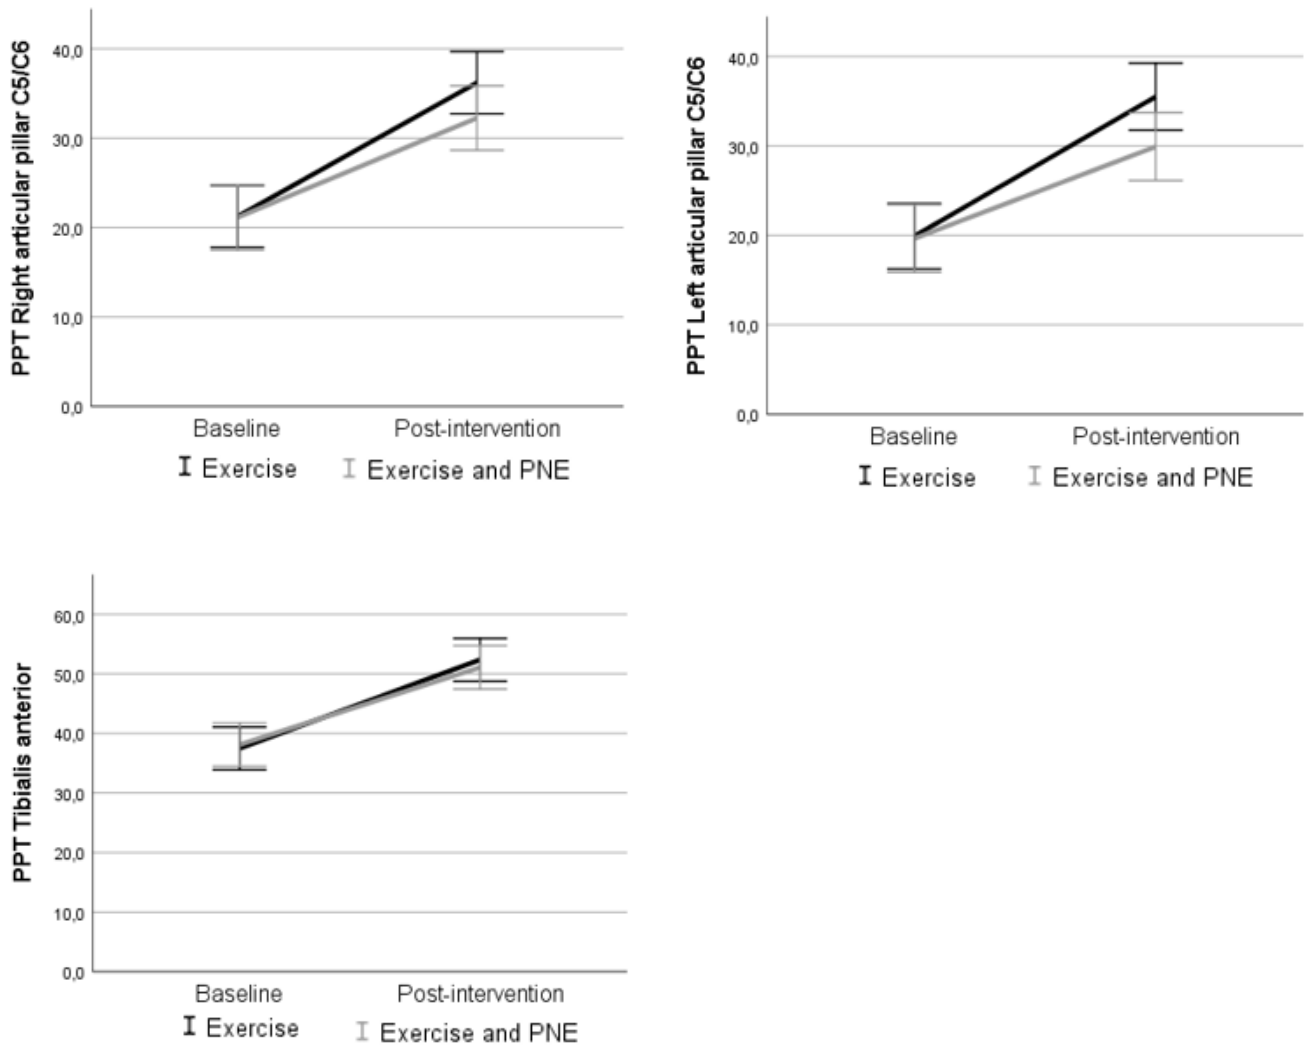 PPT Right articular pillar C5/C6
40,0
30,0
20,0
10,0
0,0
Baseline Post-intervention
Exercise Exercise and PNE
PPT Left articular pillar C5/C6
40,0
30,0
20,0
10,0
0,0
Baseline Post-intervention
Exercise Exercise and PNE
PPT Tibialis anterior
60,0
50,0
40,0
30,0
20,0
10,0
0,0
Baseline Post-intervention
Exercise Exercise and PNE